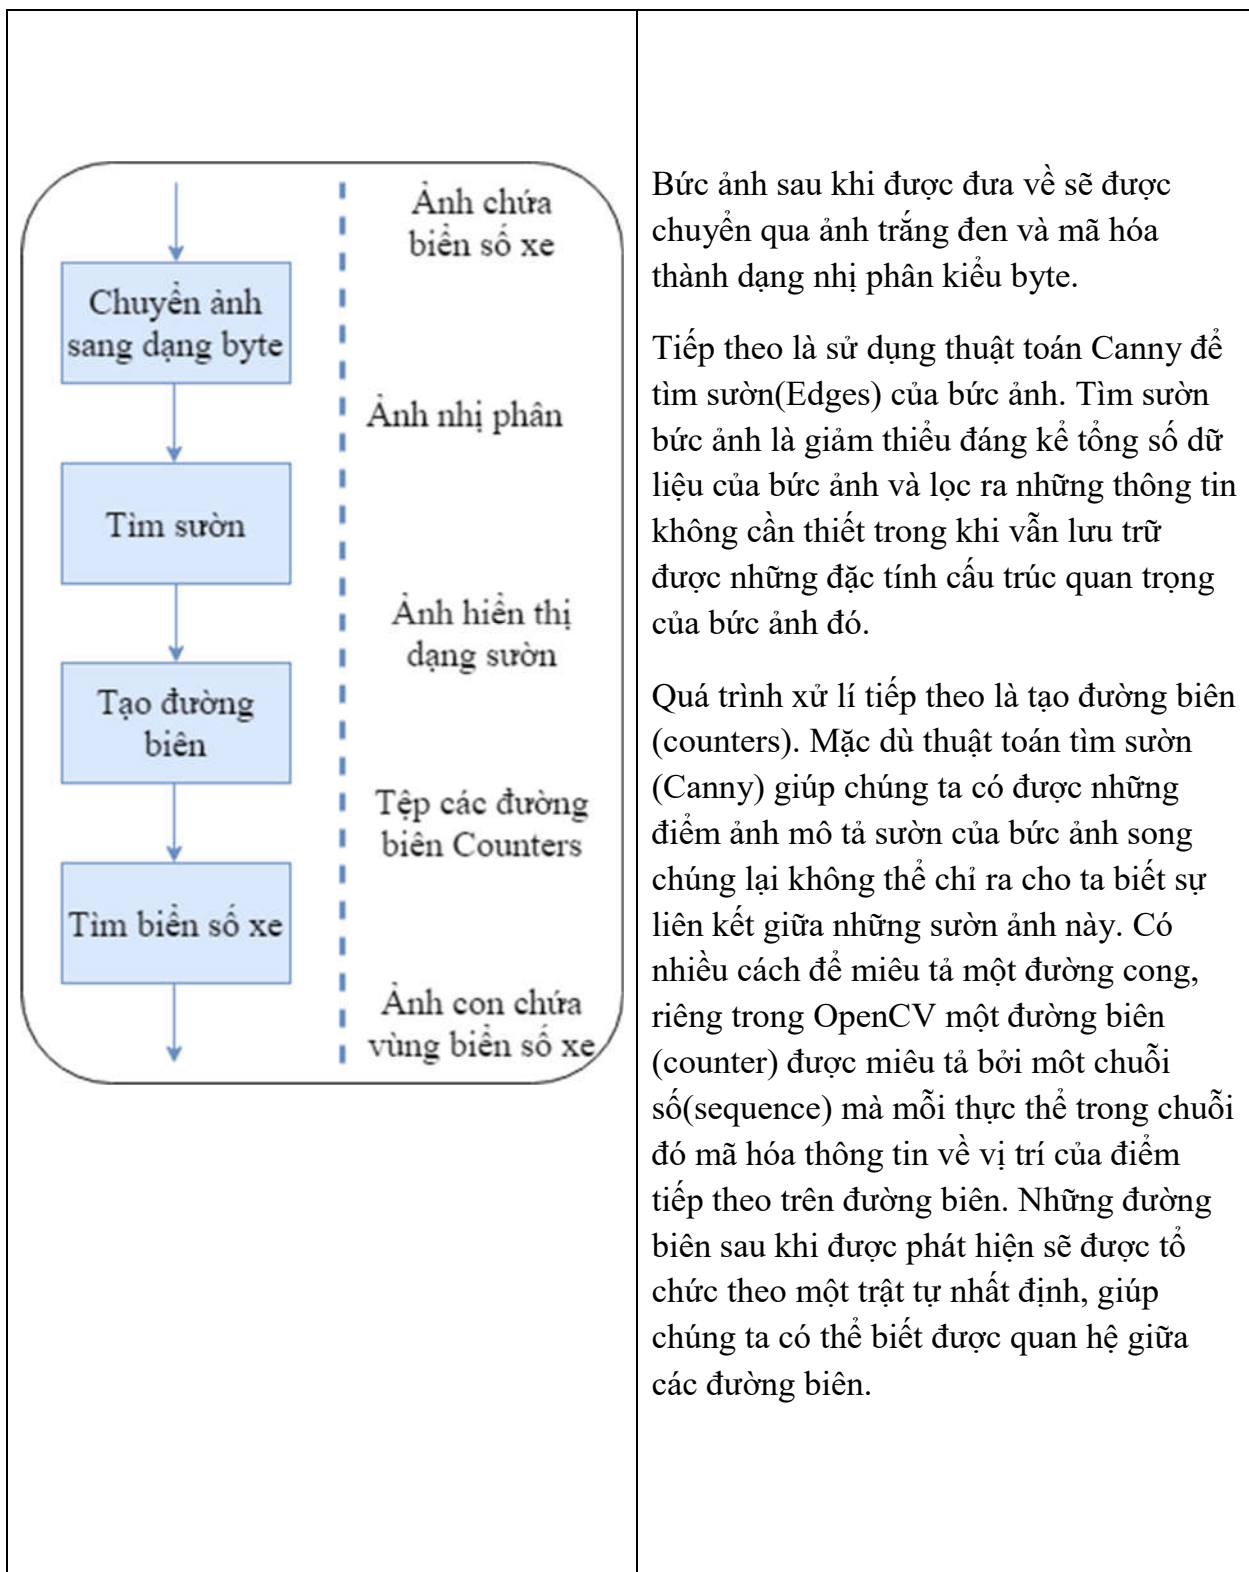 Ảnh chứa
biển số xe
Chuyển ảnh
sang dạng byte
Ảnh nhị phân
Tìm sườn
Ảnh hiển thị
dạng sườn
Tạo đường
biên
Tệp các đường
biên Counters
Tìm biển số xe
Ảnh con chứa
vùng biển số xe
Bức ảnh sau khi được đưa về sẽ được
chuyển qua ảnh trắng đen và mã hóa
thành dạng nhị phân kiểu byte.
Tiếp theo là sử dụng thuật toán Canny để
tìm sườn(Edges) của bức ảnh. Tìm sườn
bức ảnh là giảm thiểu đáng kể tổng số dữ
liệu của bức ảnh và lọc ra những thông tin
không cần thiết trong khi vẫn lưu trữ
được những đặc tính cấu trúc quan trọng
của bức ảnh đó.
Quá trình xử lí tiếp theo là tạo đường biên
(counters). Mặc dù thuật toán tìm sườn
(Canny) giúp chúng ta có được những
điểm ảnh mô tả sườn của bức ảnh song
chúng lại không thể chỉ ra cho ta biết sự
liên kết giữa những sườn ảnh này. Có
nhiều cách để miêu tả một đường cong,
riêng trong OpenCV một đường biên
(counter) được miêu tả bởi môt chuỗi
số(sequence) mà mỗi thực thể trong chuỗi
đó mã hóa thông tin về vị trí của điểm
tiếp theo trên đường biên. Những đường
biên sau khi được phát hiện sẽ được tổ
chức theo một trật tự nhất định, giúp
chúng ta có thể biết được quan hệ giữa
các đường biên.